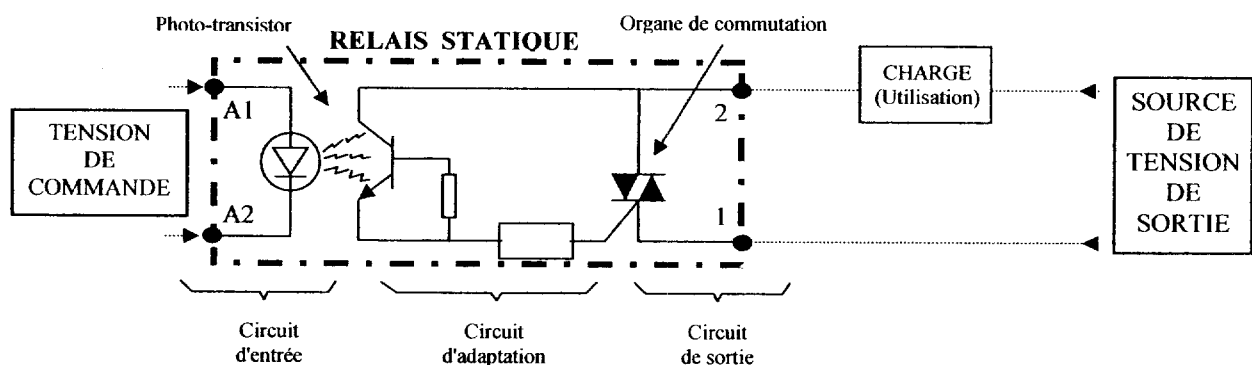 Photo-transistor
Organe de commutation
RELAIS STATIQUE
TENSION
DE
COMMANDE
A1
A2
2
1
CHARGE
(Utilisation)
SOURCE
DE
TENSION
DE
SORTIE
Circuit
d'entrée
Circuit
d'adaptation
Circuit
de sortie